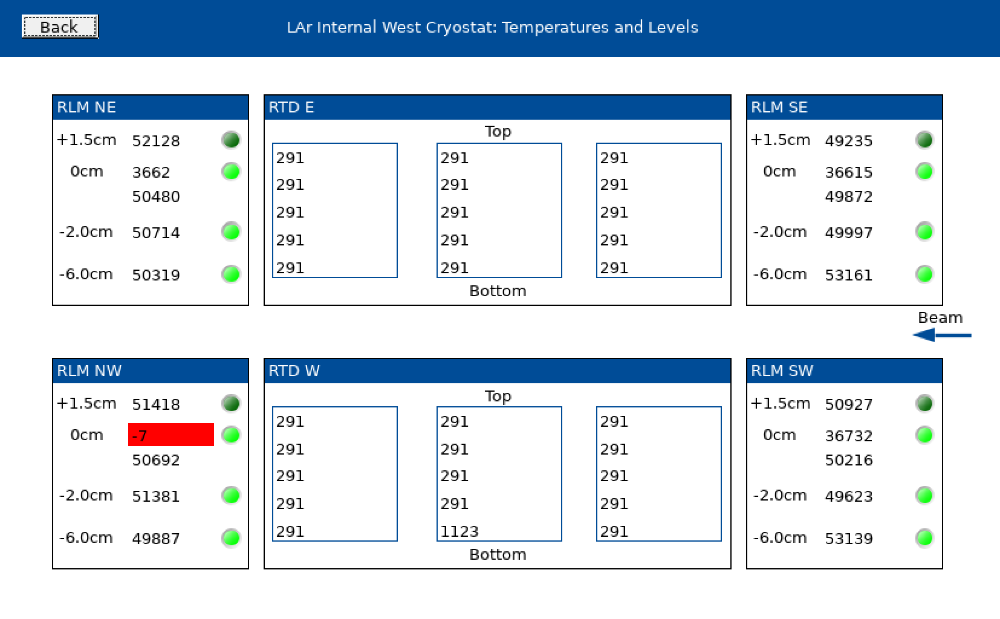 Back
LAr Internal West Cryostat: Temperatures and Levels
RLM NE
+1.5cm 52128
0cm 3662
50480
-2.0cm 50714
-6.0cm 50319
RTD E
Top
291 291 291
291 291 291
291 291 291
291 291 291
291 291 291
Bottom
RLM SE
+1.5cm 49235
0cm 36615
49872
-2.0cm 49997
-6.0cm 53161
Beam
RLM NW
+1.5cm 51418
0cm -7
50692
-2.0cm 51381
-6.0cm 49887
RTD W
Top
291 291 291
291 291 291
291 291 291
291 291 291
291 1123 291
Bottom
RLM SW
+1.5cm 50927
0cm 36732
50216
-2.0cm 49623
-6.0cm 53139